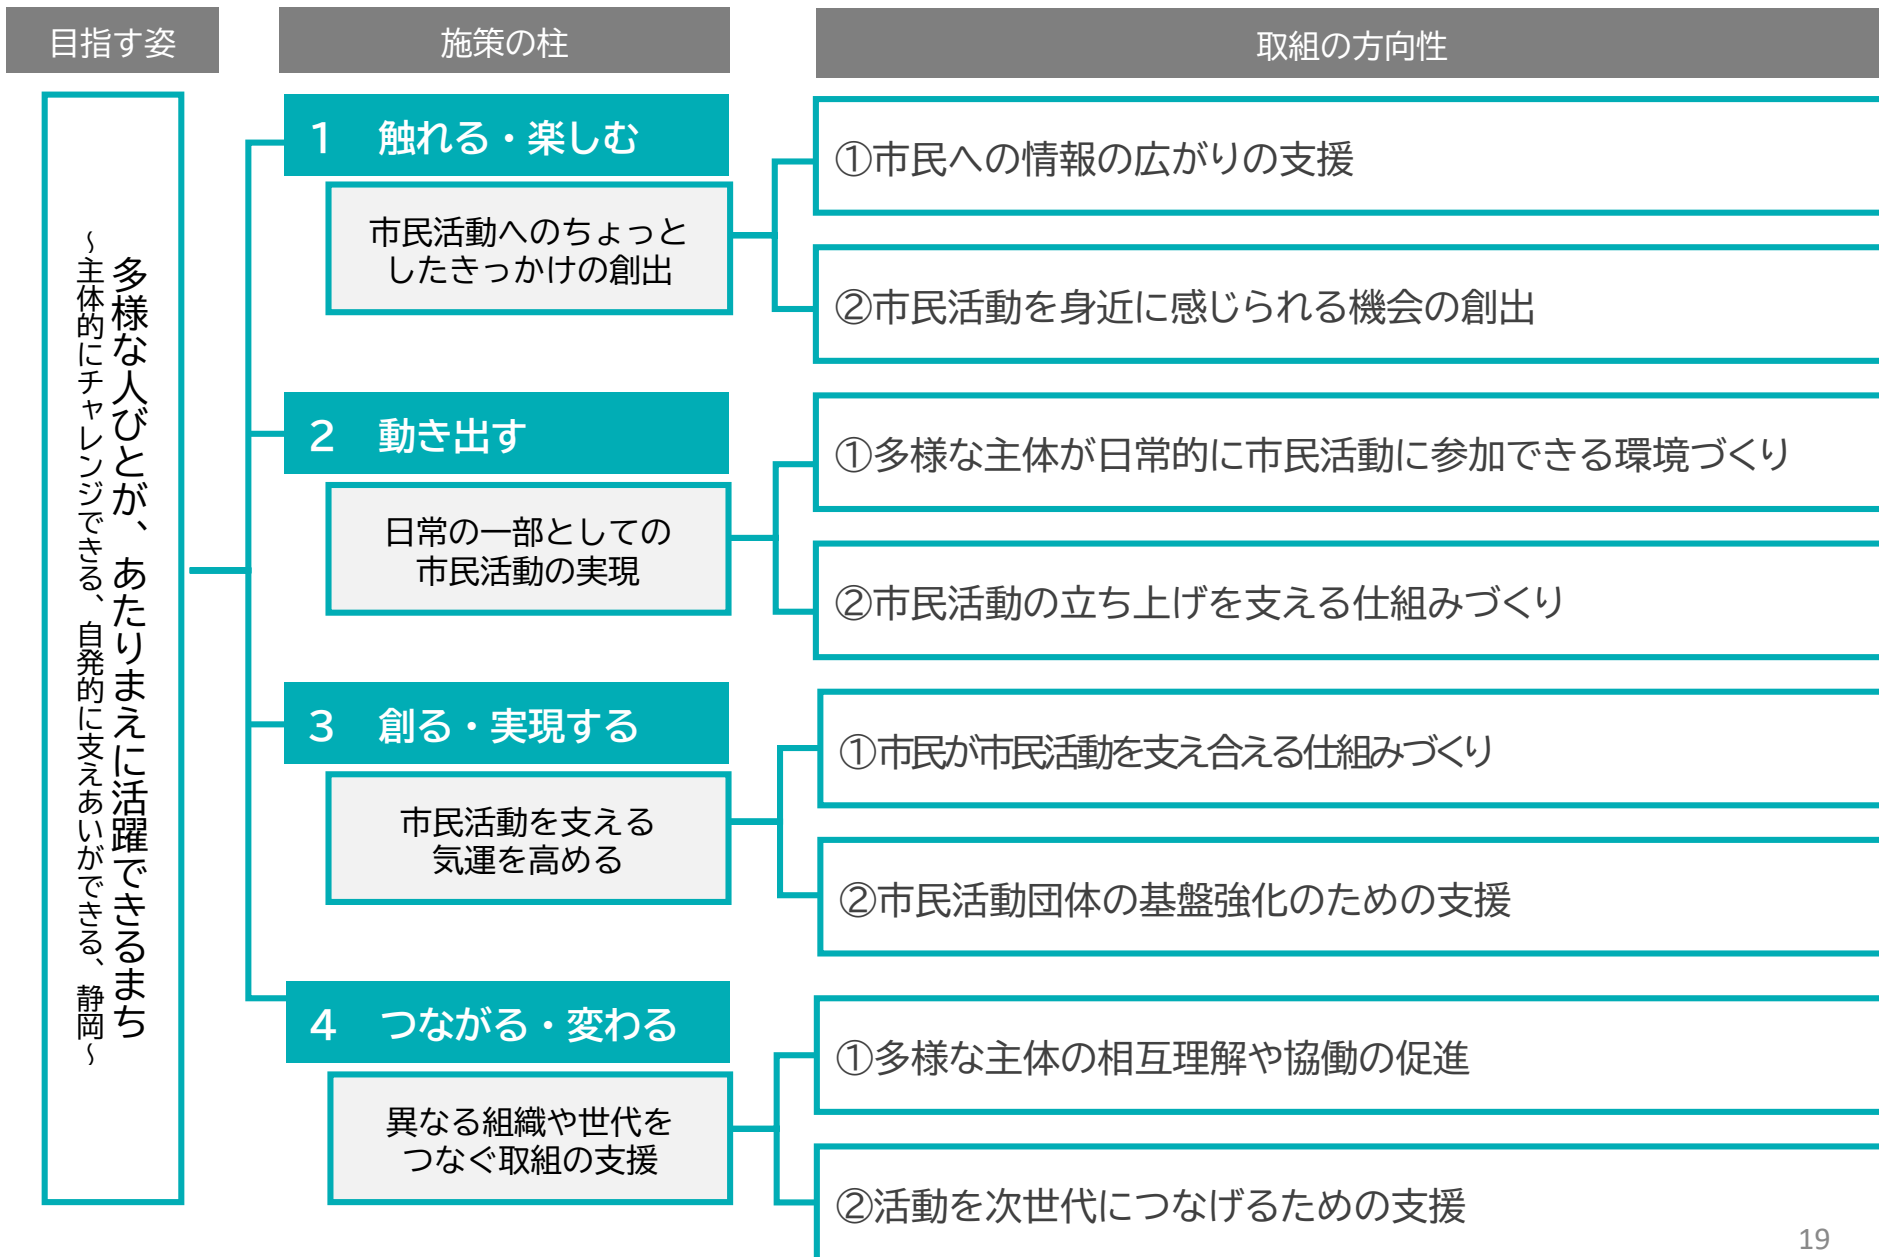 目指す姿
施策の柱
取組の方向性
多様な人びとが、あたりまえに活躍できるまち
～主体的にチャレンジできる、自発的に支えあいができる、静岡～
１　触れる・楽しむ
市民活動へのちょっと
したきっかけの創出
①市民への情報の広がりの支援
②市民活動を身近に感じられる機会の創出
２　動き出す
日常の一部としての
市民活動の実現
①多様な主体が日常的に市民活動に参加できる環境づくり
②市民活動の立ち上げを支える仕組みづくり
３　創る・実現する
市民活動を支える
気運を高める
①市民が市民活動を支え合える仕組みづくり
②市民活動団体の基盤強化のための支援
４　つながる・変わる
異なる組織や世代を
つなぐ取組の支援
①多様な主体の相互理解や協働の促進
②活動を次世代につなげるための支援
19